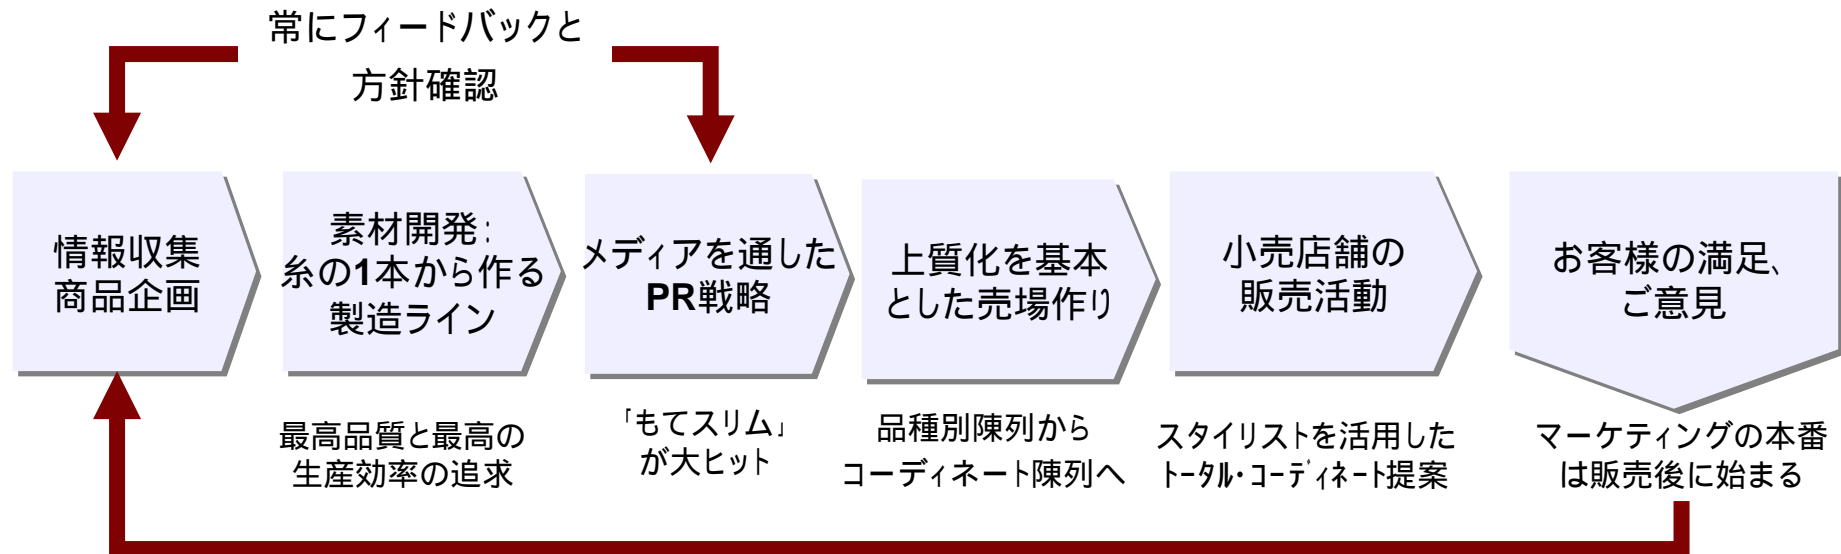 常にフィードバックと
方針確認
情報収集
商品企画
素材開発：
糸の1本から作る
製造ライン
メディアを通した
PR戦略
上質化を基本
とした売場作り
小売店舗の
販売活動
お客様の満足、
ご意見
最高品質と最高の
生産効率の追求
「もてスリム」
が大ヒット
品種別陳列から
コーディネート陳列へ
スタイリストを活用した
ﾄｰﾀﾙ･ｺｰﾃﾞｨﾈｰﾄ提案
マーケティングの本番
は販売後に始まる